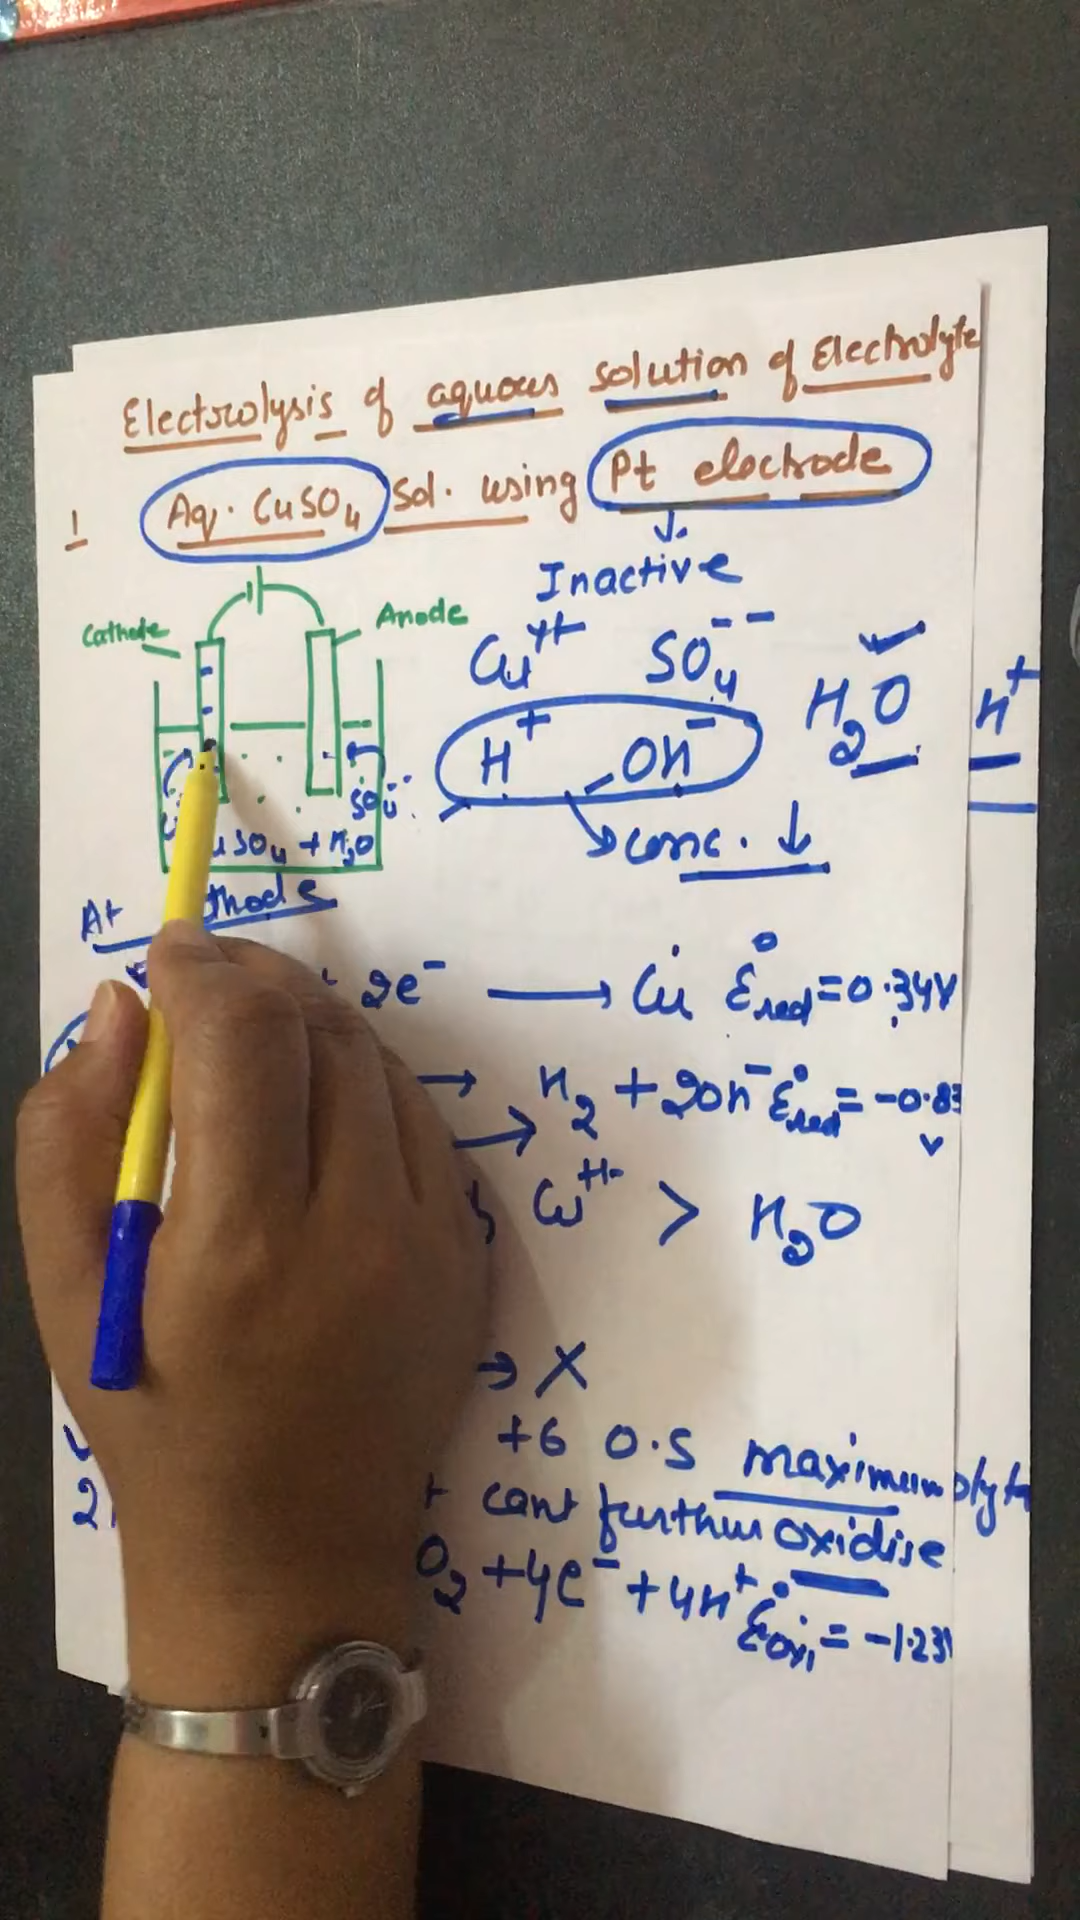 Electrolysis of aquous solution of Electrolyte
1 Aq. CuSO4 Sol. using Pt electrode
Inactive
Cathode Anode
Cu++ SO4-- H2O H+
H+ OH-
SO4--
conc. ↓
SO4 + H2O
At
2e- → Cu E°red = 0.34V
→ H2 + 2OH- E°red = -0.83
→
Cu++ > H2O
→ X
+6 O.S maximum
cant further oxidise
O2 + 4e- + 4H+ E°oxi = -1.23